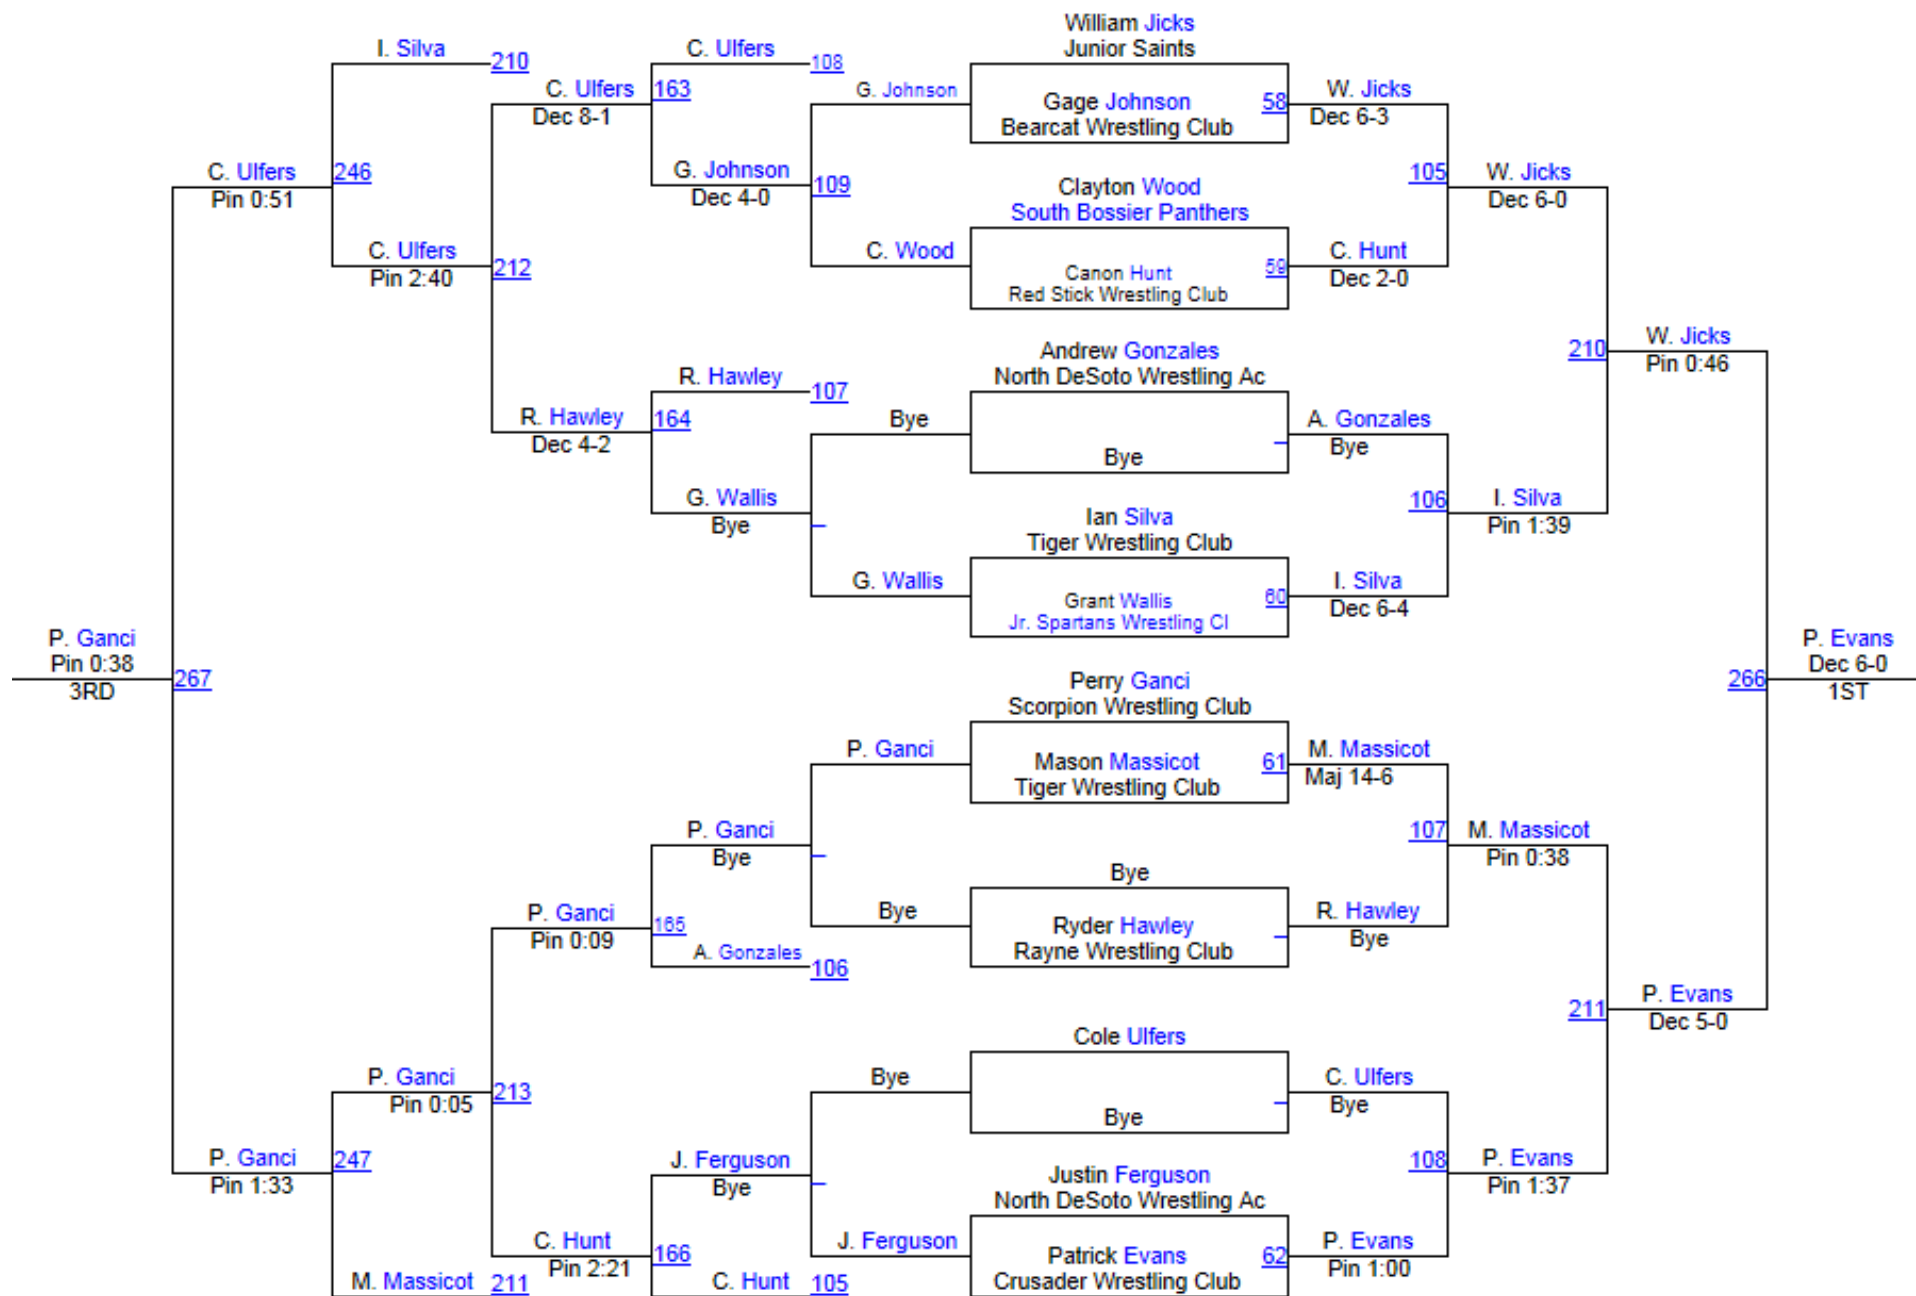 William Jicks
I. Silva
C. Ulfers
Junior Saints
210
108
C. Ulfers
163
G. Johnson
W. Jicks
Dec 8-1
Gage Johnson
58
Dec 6-3
Bearcat Wrestling Club
C. Ulfers
246
G. Johnson
105
W. Jicks
Pin 0:51
Dec 4-0
109
Clayton Wood
Dec 6-0
South Bossier Panthers
C. Ulfers
C. Wood
C. Hunt
Pin 2:40
212
Canon Hunt
59
Dec 2-0
Red Stick Wrestling Club
Andrew Gonzales
W. Jicks
210
Pin 0:46
R. Hawley
North DeSoto Wrestling Ac
107
R. Hawley
164
Bye
A. Gonzales
Dec 4-2
Bye
Bye
G. Wallis
106
I. Silva
Bye
Ian Silva
Pin 1:39
Tiger Wrestling Club
G. Wallis
I. Silva
Grant Wallis
60
Dec 6-4
Jr. Spartans Wrestling Cl
P. Ganci
P. Evans
Pin 0:38
Dec 6-0
3RD
267
Perry Ganci
266
1ST
Scorpion Wrestling Club
P. Ganci
M. Massicot
Mason Massicot
61
Maj 14-6
Tiger Wrestling Club
P. Ganci
107
M. Massicot
Bye
Pin 0:38
Bye
P. Ganci
Bye
R. Hawley
Pin 0:09
165
Ryder Hawley
Bye
A. Gonzales
Rayne Wrestling Club
106
211
P. Evans
Dec 5-0
Cole Ulfers
P. Ganci
Bye
C. Ulfers
Pin 0:05
213
Bye
Bye
P. Ganci
247
J. Ferguson
108
P. Evans
Pin 1:33
Bye
Justin Ferguson
Pin 1:37
North DeSoto Wrestling Ac
C. Hunt
166
J. Ferguson
P. Evans
Pin 2:21
Patrick Evans
62
Pin 1:00
M. Massicot
211
C. Hunt
105
Crusader Wrestling Club